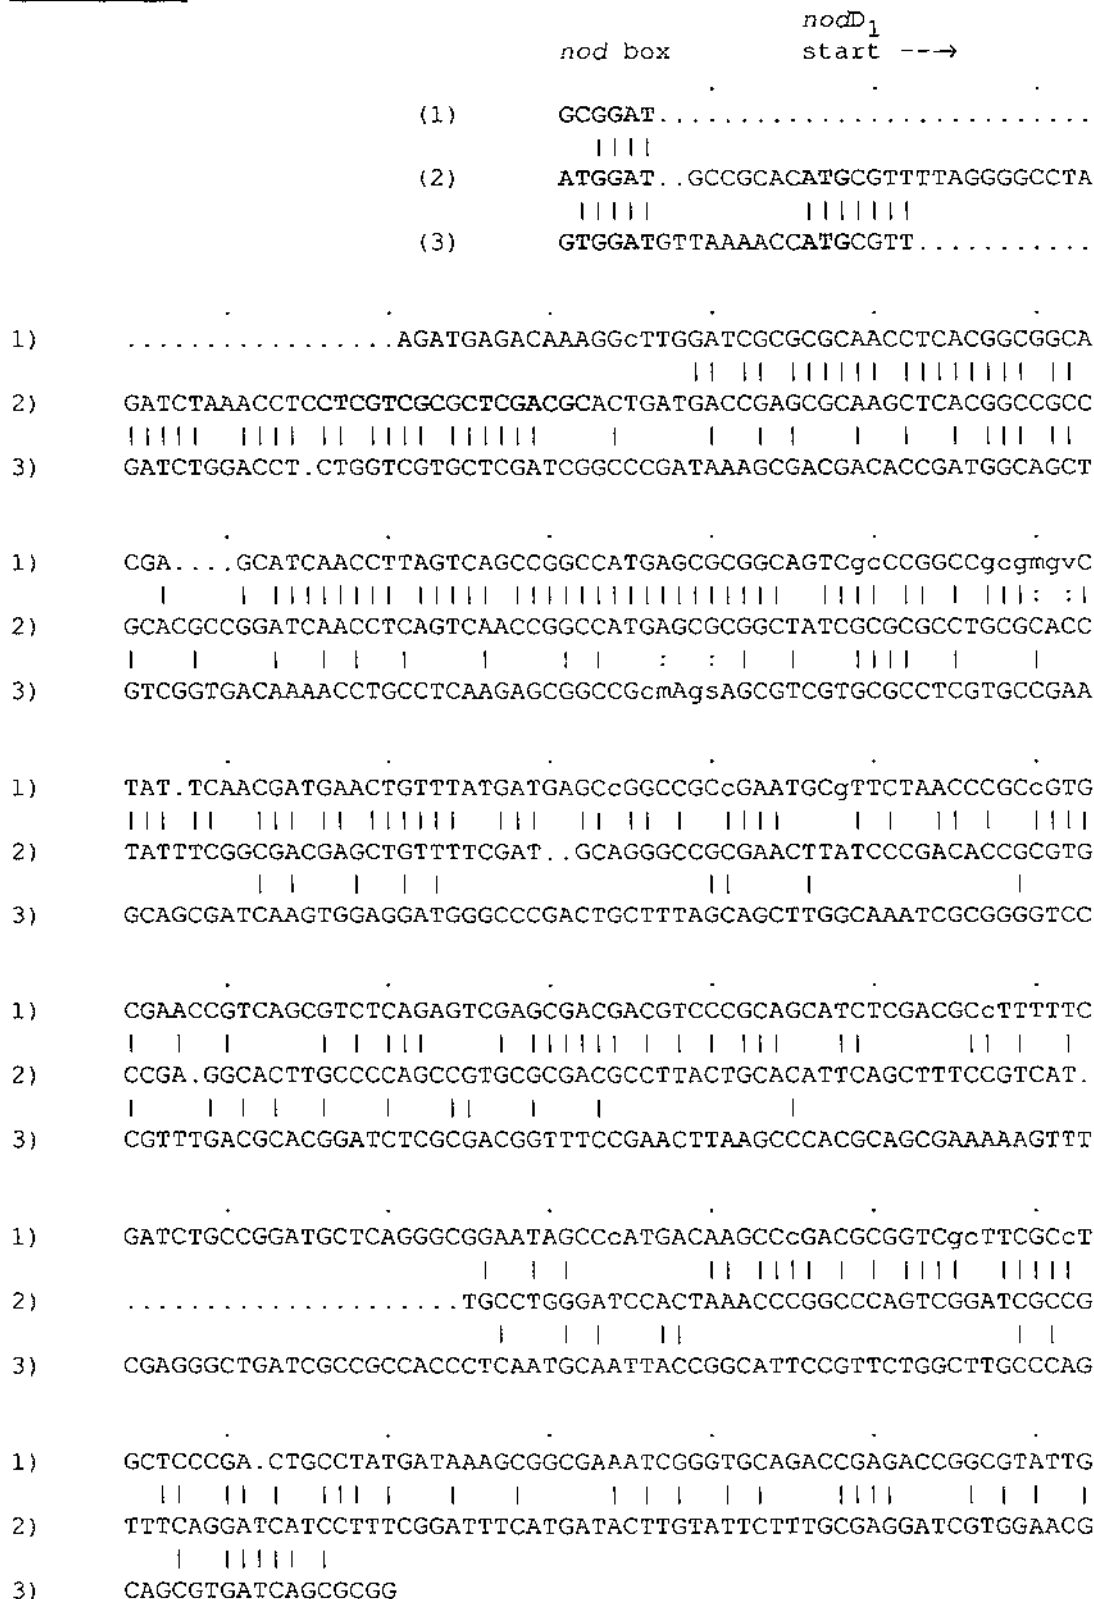 nodD1
nod box start --->
(1) GCGGAT...........................
(2) ATGGAT..GCCGCACATGCGTTTTAGGGGCCTA
(3) GTGGATGTTAAAACCATGCGTT...........
1) .................AGATGAGACAAAGGcTTGGATCGCGCGCAACCTCACGGCGGCA
2) GATCTAAACCTCCTCGTCGCGCTCGACGCACTGATGACCGAGCGCAAGCTCACGGCCGCC
3) GATCTGGACCT.CTGGTCGTGCTCGATCGGCCCGATAAAGCGACGACACCGATGGCAGCT
1) CGA....GCATCAACCTTAGTCAGCCGGCCATGAGCGCGGCAGTCgcCCGGCCgcgmgvC
2) GCACGCCGGATCAACCTCAGTCAACCGGCCATGAGCGCGGCTATCGCGCGCCTGCGCACC
3) GTCGGTGACAAAACCTGCCTCAAGAGCGGCCGcmAgsAGCGTCGTGCGCCTCGTGCCGAA
1) TAT.TCAACGATGAACTGTTTATGATGAGCcGGCCGCcGAATGCgTTCTAACCCGCcGTG
2) TATTTCGGCGACGAGCTGTTTTCGAT..GCAGGGCCGCGAACTTATCCCGACACCGCGTG
3) GCAGCGATCAAGTGGAGGATGGGCCCGACTGCTTTAGCAGCTTGGCAAATCGCGGGGTCC
1) CGAACCGTCAGCGTCTCAGAGTCGAGCGACGACGTCCCGCAGCATCTCGACGCcTTTTTC
2) CCGA.GGCACTTGCCCCAGCCGTGCGCGACGCCTTACTGCACATTCAGCTTTCCGTCAT.
3) CGTTTGACGCACGGATCTCGCGACGGTTTCCGAACTTAAGCCCACGCAGCGAAAAAGTTT
1) GATCTGCCGGATGCTCAGGGCGGAATAGCCcATGACAAGCCcGACGCGGTCgcTTCGCcT
2) .....................TGCCTGGGATCCACTAAACCCGGCCCAGTCGGATCGCCG
3) CGAGGGCTGATCGCCGCCACCCTCAATGCAATTACCGGCATTCCGTTCTGGCTTGCCCAG
1) GCTCCCGA.CTGCCTATGATAAAGCGGCGAAATCGGGTGCAGACCGAGACCGGCGTATTG
2) TTTCAGGATCATCCTTTCGGATTTCATGATACTTGTATTCTTTGCGAGGATCGTGGAACG
3) CAGCGTGATCAGCGCGG